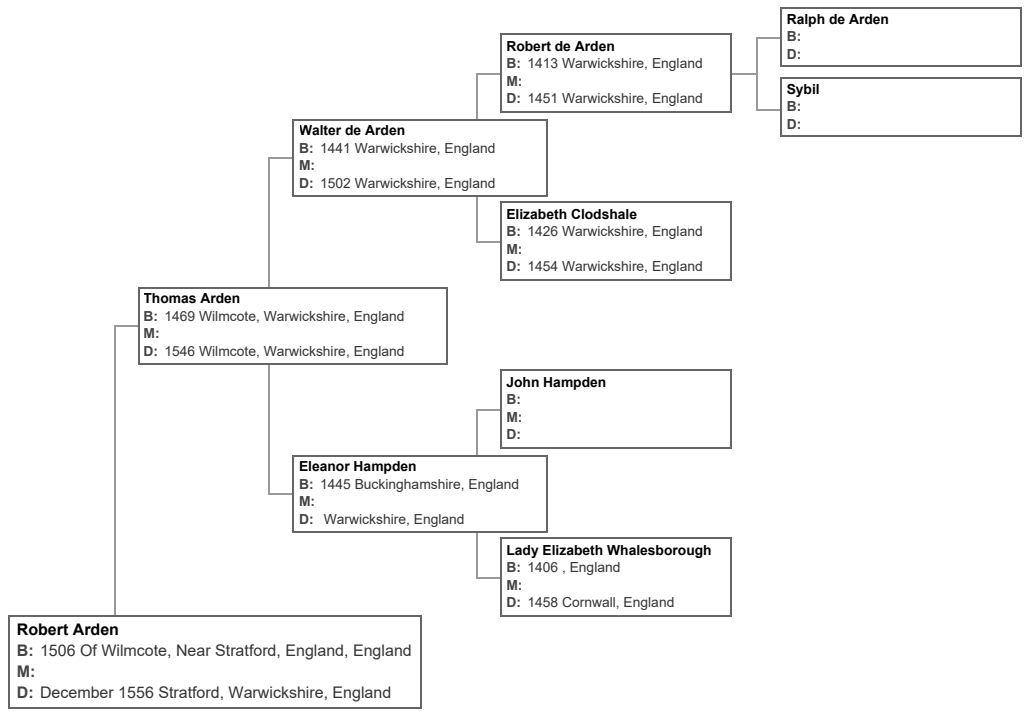 Ralph de Arden
B:
D:
Sybil
B:
D:
Robert de Arden
B: 1413 Warwickshire, England
M:
D: 1451 Warwickshire, England
Walter de Arden
B: 1441 Warwickshire, England
M:
D: 1502 Warwickshire, England
Elizabeth Clodshale
B: 1426 Warwickshire, England
M:
D: 1454 Warwickshire, England
Thomas Arden
B: 1469 Wilmcote, Warwickshire, England
M:
D: 1546 Wilmcote, Warwickshire, England
John Hampden
B:
M:
D:
Eleanor Hampden
B: 1445 Buckinghamshire, England
M:
D: Warwickshire, England
Lady Elizabeth Whalesborough
B: 1406 , England
M:
D: 1458 Cornwall, England
Robert Arden
B: 1506 Of Wilmcote, Near Stratford, England, England
M:
D: December 1556 Stratford, Warwickshire, England